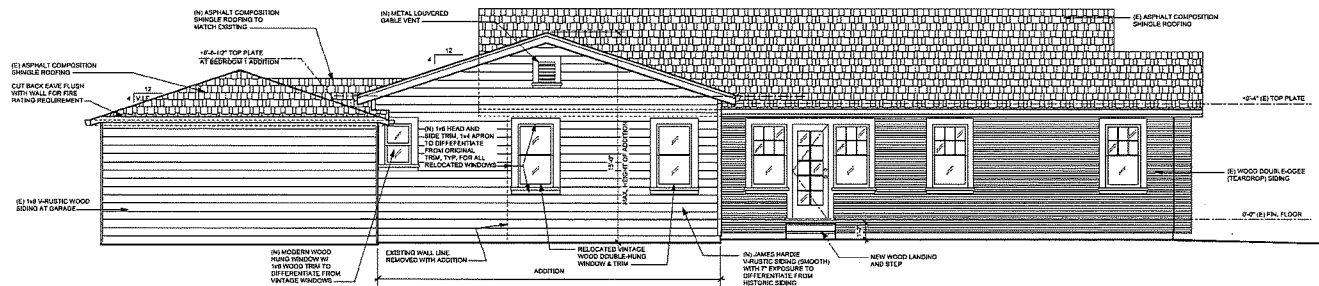 (N) ASPHALT COMPOSITION
SHINGLE ROOFING TO
MATCH EXISTING
(N) METAL LOUVERED
GABLE VENT
(E) ASPHALT COMPOSITION
SHINGLE ROOFING
TOP PLATE
AT BEDROOM 1 ADDITION
12
4
(E) ASPHALT COMPOSITION
SHINGLE ROOFING
12
4
V.I.F.
CUT BACK EAVE FLUSH
WITH WALL FOR FIRE
RATING REQUIREMENT
(E) TOP PLATE
(N) 1x6 HEAD AND
SIDE TRIM, 1x4 APRON
TO DIFFERENTIATE
FROM ORIGINAL
TRIM, TYP. FOR ALL
RELOCATED WINDOWS
15'-0"
MAX. HEIGHT OF ADDITION
(E) WOOD DOUBLE-OGEE
(TEARDROP) SIDING
(E) 1x8 V-RUSTIC WOOD
SIDING AT GARAGE
0'-0" (E) FIN. FLOOR
(N) MODERN WOOD
HUNG WINDOW W/
1x6 WOOD TRIM TO
DIFFERENTIATE FROM
VINTAGE WINDOWS
EXISTING WALL LINE
REMOVED WITH ADDITION
RELOCATED VINTAGE
WOOD DOUBLE-HUNG
WINDOW & TRIM
(N) JAMES HARDIE
V-RUSTIC SIDING (SMOOTH)
WITH 7" EXPOSURE TO
DIFFERENTIATE FROM
HISTORIC SIDING
NEW WOOD LANDING
AND STEP
ADDITION